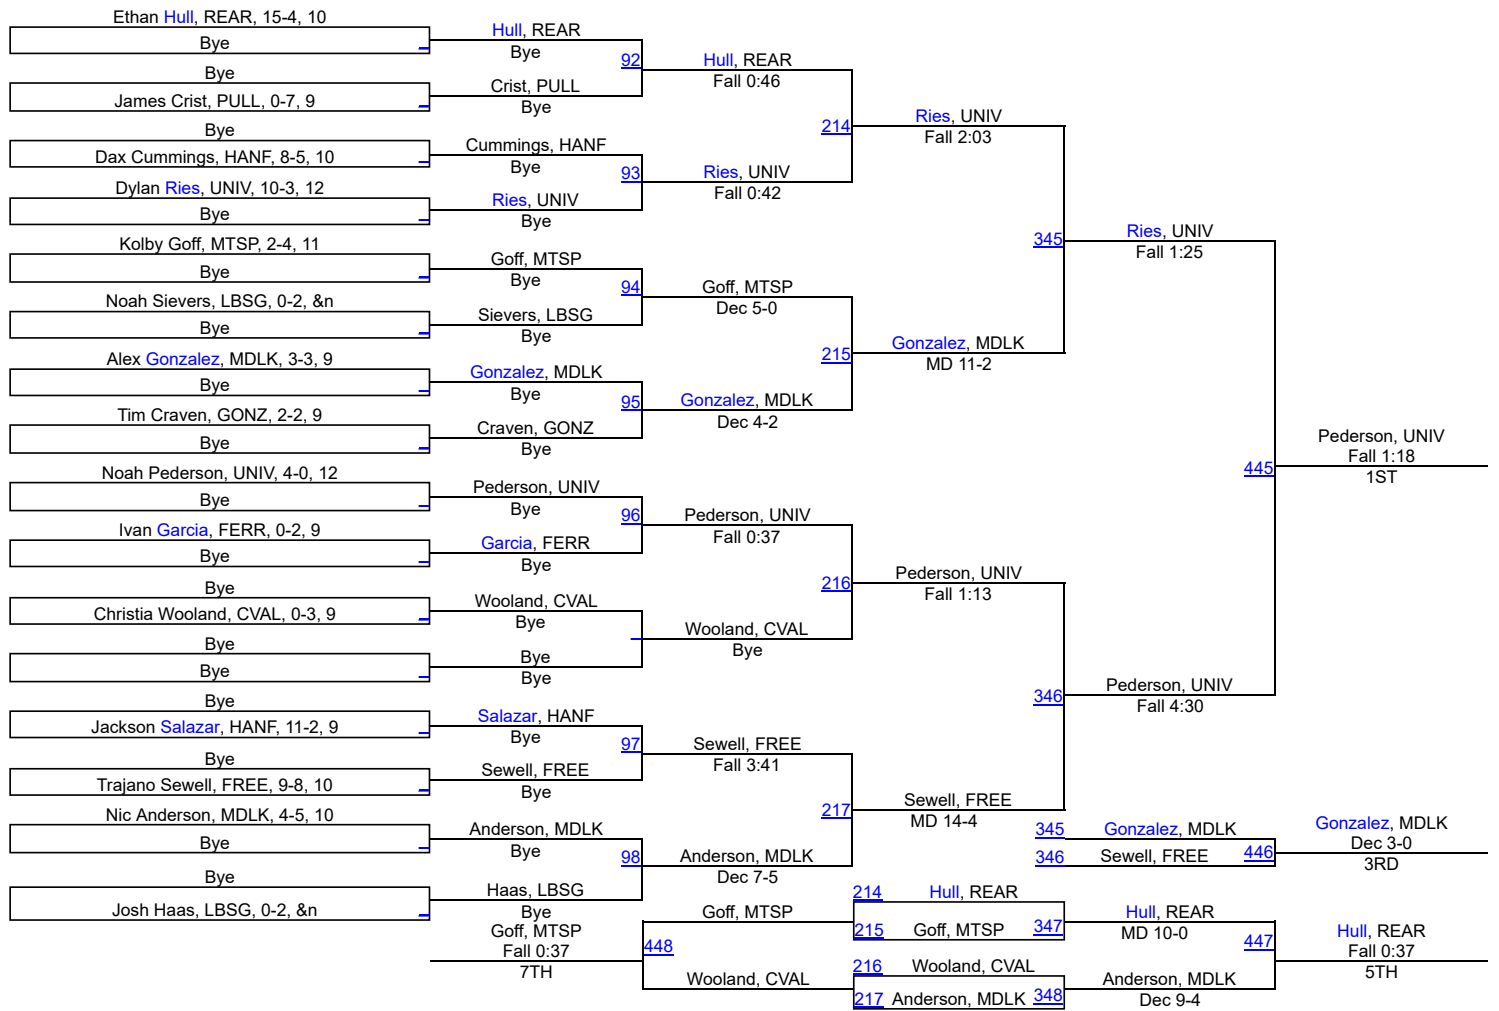 Ethan Hull, REAR, 15-4, 10
Bye
Bye
James Crist, PULL, 0-7, 9
Bye
Dax Cummings, HANF, 8-5, 10
Dylan Ries, UNIV, 10-3, 12
Bye
Kolby Goff, MTSP, 2-4, 11
Bye
Noah Sievers, LBSG, 0-2, &n
Bye
Alex Gonzalez, MDLK, 3-3, 9
Bye
Tim Craven, GONZ, 2-2, 9
Bye
Noah Pederson, UNIV, 4-0, 12
Bye
Ivan Garcia, FERR, 0-2, 9
Bye
Bye
Christia Wooland, CVAL, 0-3, 9
Bye
Bye
Bye
Jackson Salazar, HANF, 11-2, 9
Bye
Trajano Sewell, FREE, 9-8, 10
Nic Anderson, MDLK, 4-5, 10
Bye
Bye
Josh Haas, LBSG, 0-2, &n
Hull, REAR
Bye
92
Crist, PULL
Bye
Cummings, HANF
Bye
93
Ries, UNIV
Bye
Goff, MTSP
Bye
94
Sievers, LBSG
Bye
Gonzalez, MDLK
Bye
95
Craven, GONZ
Bye
Pederson, UNIV
Bye
96
Garcia, FERR
Bye
Wooland, CVAL
Bye
Bye
Bye
Salazar, HANF
Bye
97
Sewell, FREE
Bye
Anderson, MDLK
Bye
98
Haas, LBSG
Bye
Hull, REAR
Fall 0:46
214
Ries, UNIV
Fall 0:42
Goff, MTSP
Dec 5-0
215
Gonzalez, MDLK
Dec 4-2
Pederson, UNIV
Fall 0:37
216
Wooland, CVAL
Bye
Sewell, FREE
Fall 3:41
217
Anderson, MDLK
Dec 7-5
Ries, UNIV
Fall 2:03
345
Gonzalez, MDLK
MD 11-2
Pederson, UNIV
Fall 1:13
346
Sewell, FREE
MD 14-4
Ries, UNIV
Fall 1:25
445
Pederson, UNIV
Fall 4:30
Pederson, UNIV
Fall 1:18
1ST
345 Gonzalez, MDLK
346 Sewell, FREE
446
Gonzalez, MDLK
Dec 3-0
3RD
214 Hull, REAR
215 Goff, MTSP 347
216 Wooland, CVAL
217 Anderson, MDLK 348
Hull, REAR
MD 10-0
447
Anderson, MDLK
Dec 9-4
Hull, REAR
Fall 0:37
5TH
Goff, MTSP
448
Wooland, CVAL
Goff, MTSP
Fall 0:37
7TH